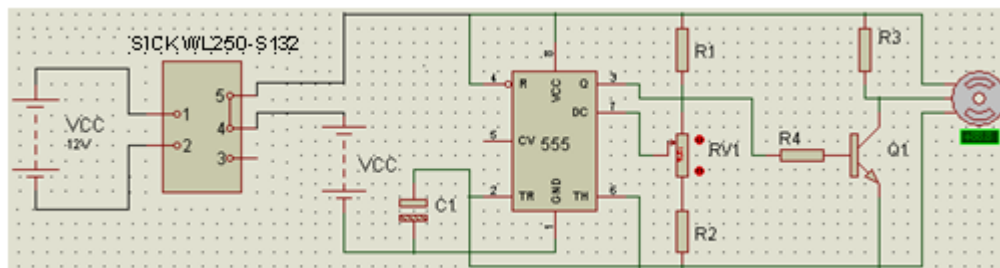 SICK WL250-S132
VCC
12V
1
2
5
4
3
VCC
C1
4
R
8
VCC
Q
3
DC
7
5
CV
555
2
TR
GND
1
TH
6
R1
RV1
R2
R4
R3
Q1